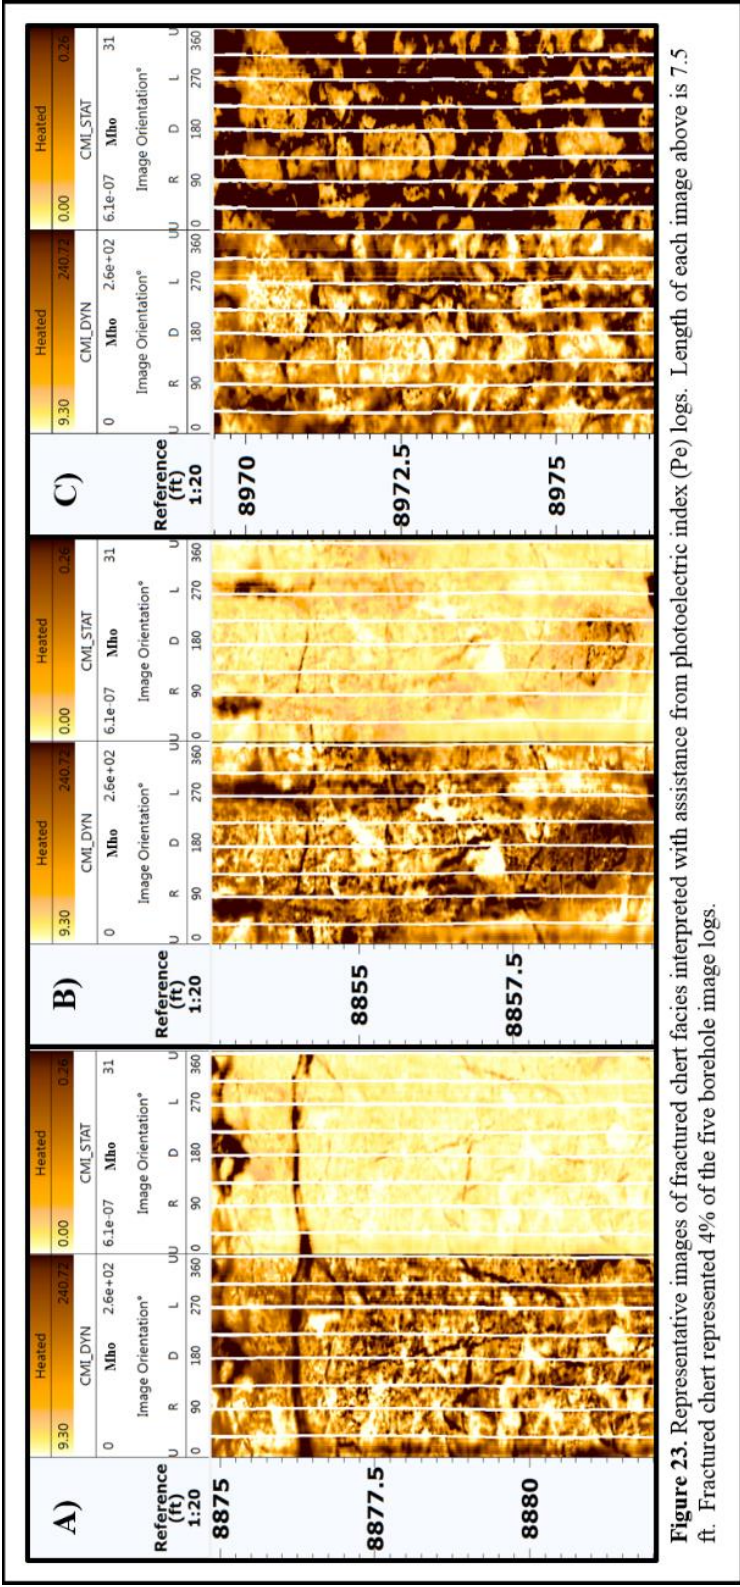 A)
Heated
9.30 240.72
CMI_DYN
0 Mho 2.6e+02
Image Orientation°
U R D L U
0 90 180 270 360
Heated
0.00 0.26
CMI_STAT
6.1e-07 Mho 31
Image Orientation°
U R D L U
0 90 180 270 360
Reference
(ft)
1:20
8875
8877.5
8880
B)
Heated
9.30 240.72
CMI_DYN
0 Mho 2.6e+02
Image Orientation°
U R D L U
0 90 180 270 360
Heated
0.00 0.26
CMI_STAT
6.1e-07 Mho 31
Image Orientation°
U R D L U
0 90 180 270 360
Reference
(ft)
1:20
8855
8857.5
C)
Heated
9.30 240.72
CMI_DYN
0 Mho 2.6e+02
Image Orientation°
U R D L U
0 90 180 270 360
Heated
0.00 0.26
CMI_STAT
6.1e-07 Mho 31
Image Orientation°
U R D L U
0 90 180 270 360
Reference
(ft)
1:20
8970
8972.5
8975
Figure 23. Representative images of fractured chert facies interpreted with assistance from photoelectric index (Pe) logs. Length of each image above is 7.5
ft. Fractured chert represented 4% of the five borehole image logs.